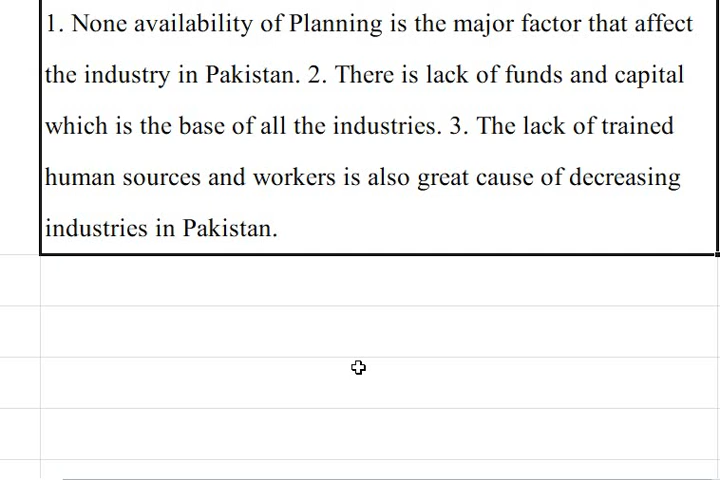 1. None availability of Planning is the major factor that affect
the industry in Pakistan. 2. There is lack of funds and capital
which is the base of all the industries. 3. The lack of trained
human sources and workers is also great cause of decreasing
industries in Pakistan.